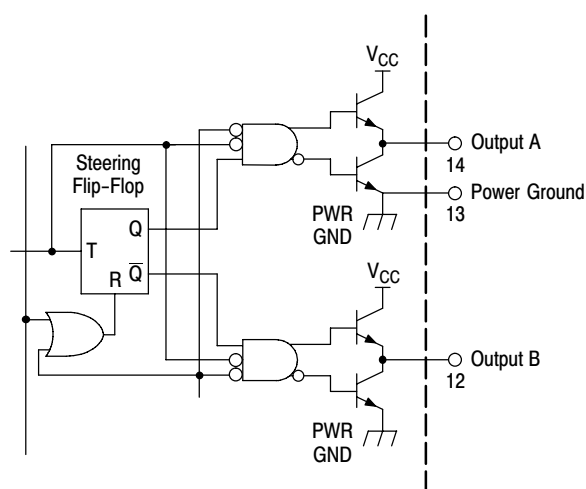 VCC
Output A
14
Steering
Flip-Flop
Power Ground
13
Q
PWR
GND
T
R
Q̅
VCC
Output B
12
PWR
GND